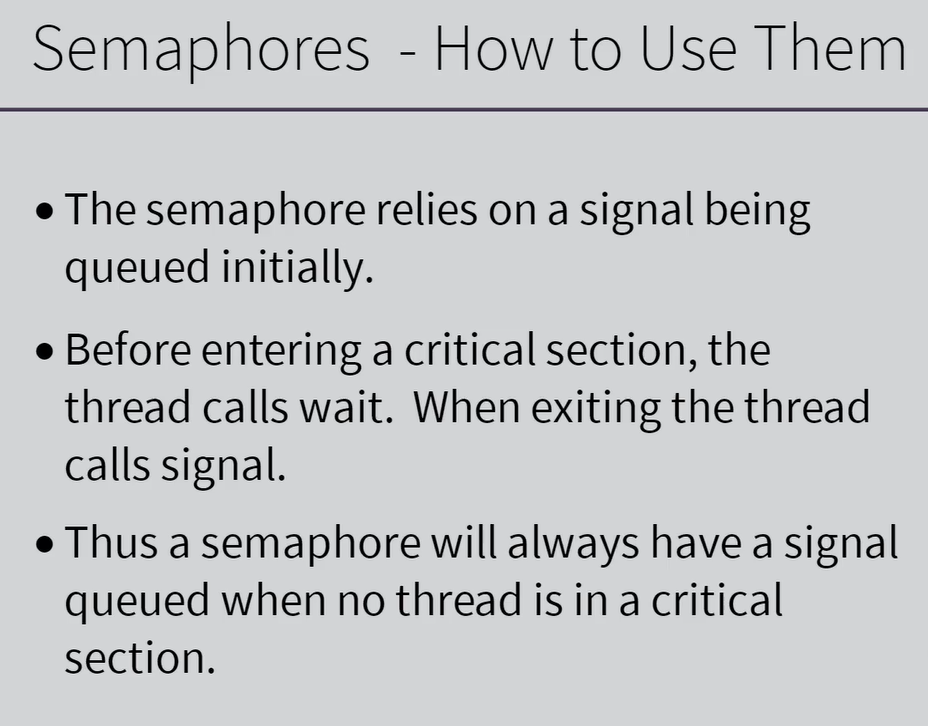 Semaphores - How to Use Them
• The semaphore relies on a signal being
queued initially.
• Before entering a critical section, the
thread calls wait. When exiting the thread
calls signal.
• Thus a semaphore will always have a signal
queued when no thread is in a critical
section.